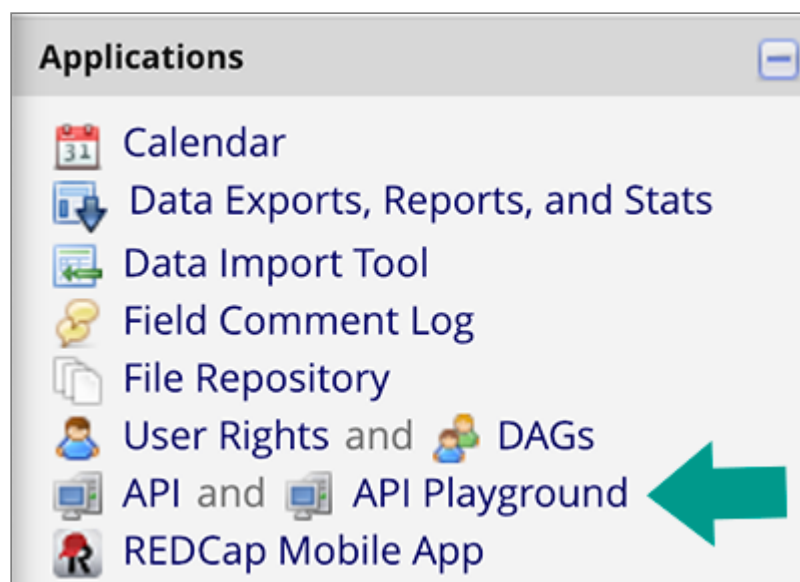 Applications
31 Calendar
Data Exports, Reports, and Stats
Data Import Tool
Field Comment Log
File Repository
User Rights and DAGs
API and API Playground
R REDCap Mobile App